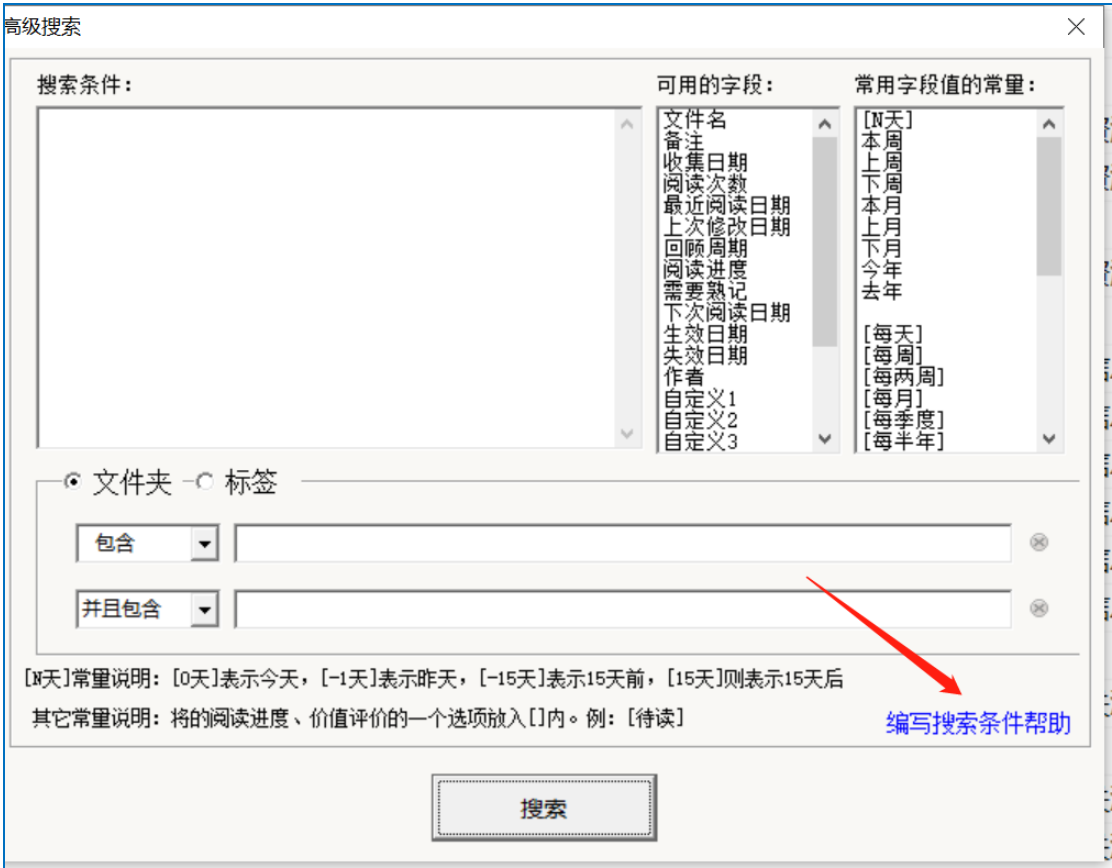 高级搜索
搜索条件：
可用的字段：
常用字段值的常量：
文件名
备注
收集日期
阅读次数
最近阅读日期
上次修改日期
回顾周期
阅读进度
需要熟记
下次阅读日期
生效日期
失效日期
作者
自定义1
自定义2
自定义3
[N天]
本周
上周
下周
本月
上月
下月
今年
去年
[每天]
[每周]
[每两周]
[每月]
[每季度]
[每半年]
文件夹 标签
包含
并且包含
[N天]常量说明：[0天]表示今天，[-1天]表示昨天，[-15天]表示15天前，[15天]则表示15天后
其它常量说明：将的阅读进度、价值评价的一个选项放入[]内。例：[待读]
编写搜索条件帮助
搜索